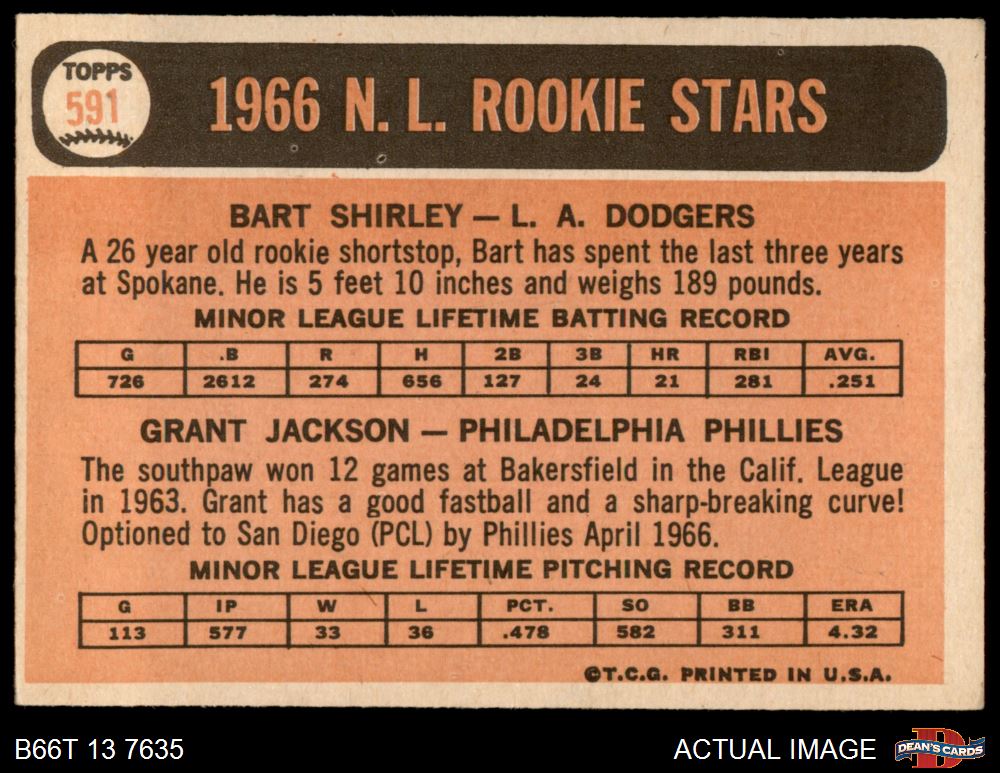 TOPPS
591
1966 N. L. ROOKIE STARS
BART SHIRLEY — L. A. DODGERS
A 26 year old rookie shortstop, Bart has spent the last three years
at Spokane. He is 5 feet 10 inches and weighs 189 pounds.
MINOR LEAGUE LIFETIME BATTING RECORD
G .B R H 2B 3B HR RBI AVG.
726 2612 274 656 127 24 21 281 .251
GRANT JACKSON — PHILADELPHIA PHILLIES
The southpaw won 12 games at Bakersfield in the Calif. League
in 1963. Grant has a good fastball and a sharp-breaking curve!
Optioned to San Diego (PCL) by Phillies April 1966.
MINOR LEAGUE LIFETIME PITCHING RECORD
G IP W L PCT. SO BB ERA
113 577 33 36 .478 582 311 4.32
©T.C.G. PRINTED IN U.S.A.
B66T 13 7635
ACTUAL IMAGE
D
DEAN'S CARDS